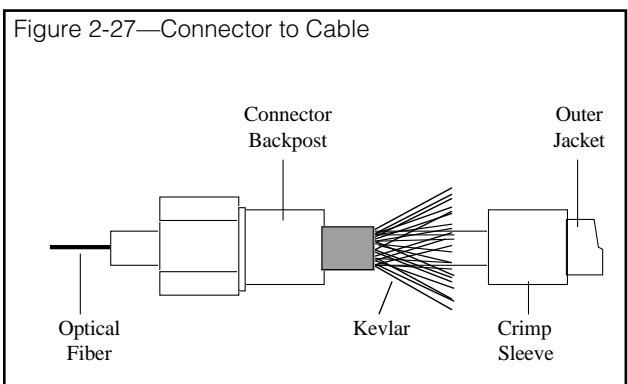 Figure 2-27—Connector to Cable
Connector
Backpost
Outer
Jacket
Optical
Fiber
Kevlar
Crimp
Sleeve